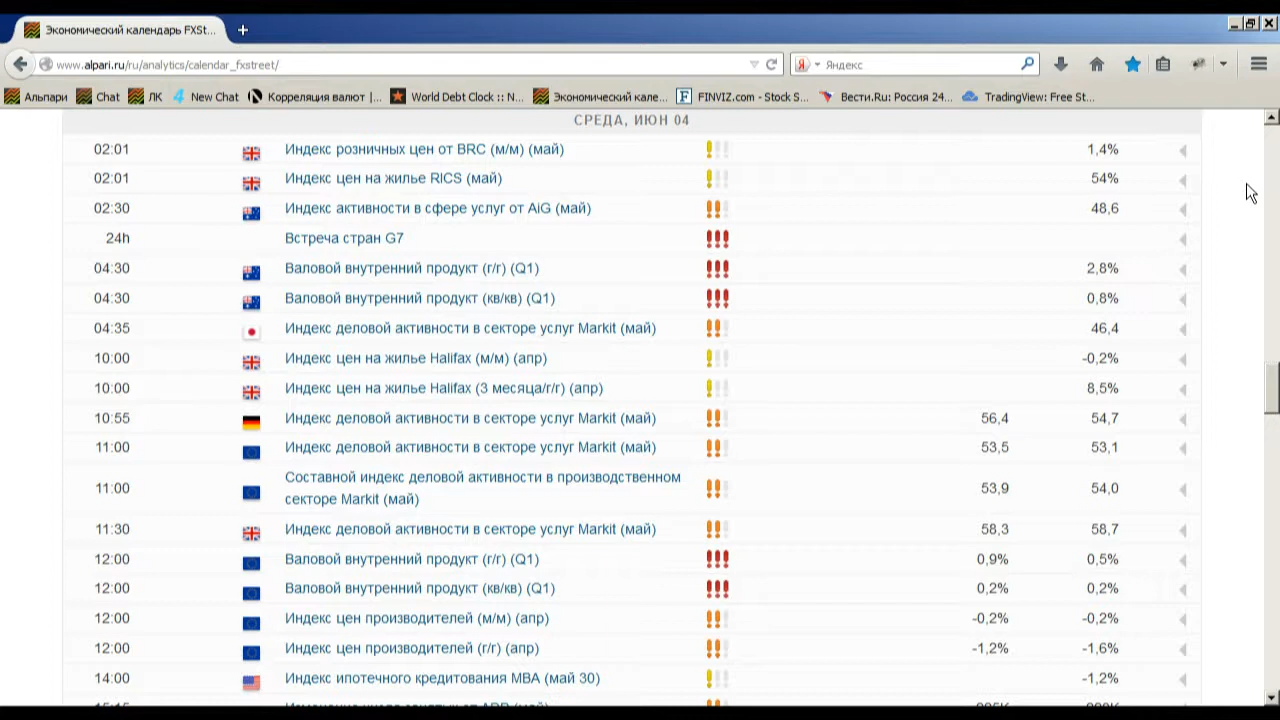 Экономический календарь FXSt...
www.alpari.ru/ru/analytics/calendar_fxstreet/
Яндекс
Альпари Chat ЛК New Chat Корреляция валют |... World Debt Clock :: N... Экономический кале... FINVIZ.com - Stock S... Вести.Ru: Россия 24... TradingView: Free St...
СРЕДА, ИЮН 04
02:01 Индекс розничных цен от BRC (м/м) (май) 1,4%
02:01 Индекс цен на жилье RICS (май) 54%
02:30 Индекс активности в сфере услуг от AiG (май) 48,6
24h Встреча стран G7
04:30 Валовой внутренний продукт (г/г) (Q1) 2,8%
04:30 Валовой внутренний продукт (кв/кв) (Q1) 0,8%
04:35 Индекс деловой активности в секторе услуг Markit (май) 46,4
10:00 Индекс цен на жилье Halifax (м/м) (апр) -0,2%
10:00 Индекс цен на жилье Halifax (3 месяца/г/г) (апр) 8,5%
10:55 Индекс деловой активности в секторе услуг Markit (май) 56,4 54,7
11:00 Индекс деловой активности в секторе услуг Markit (май) 53,5 53,1
11:00 Составной индекс деловой активности в производственном
секторе Markit (май) 53,9 54,0
11:30 Индекс деловой активности в секторе услуг Markit (май) 58,3 58,7
12:00 Валовой внутренний продукт (г/г) (Q1) 0,9% 0,5%
12:00 Валовой внутренний продукт (кв/кв) (Q1) 0,2% 0,2%
12:00 Индекс цен производителей (м/м) (апр) -0,2% -0,2%
12:00 Индекс цен производителей (г/г) (апр) -1,2% -1,6%
14:00 Индекс ипотечного кредитования MBA (май 30) -1,2%